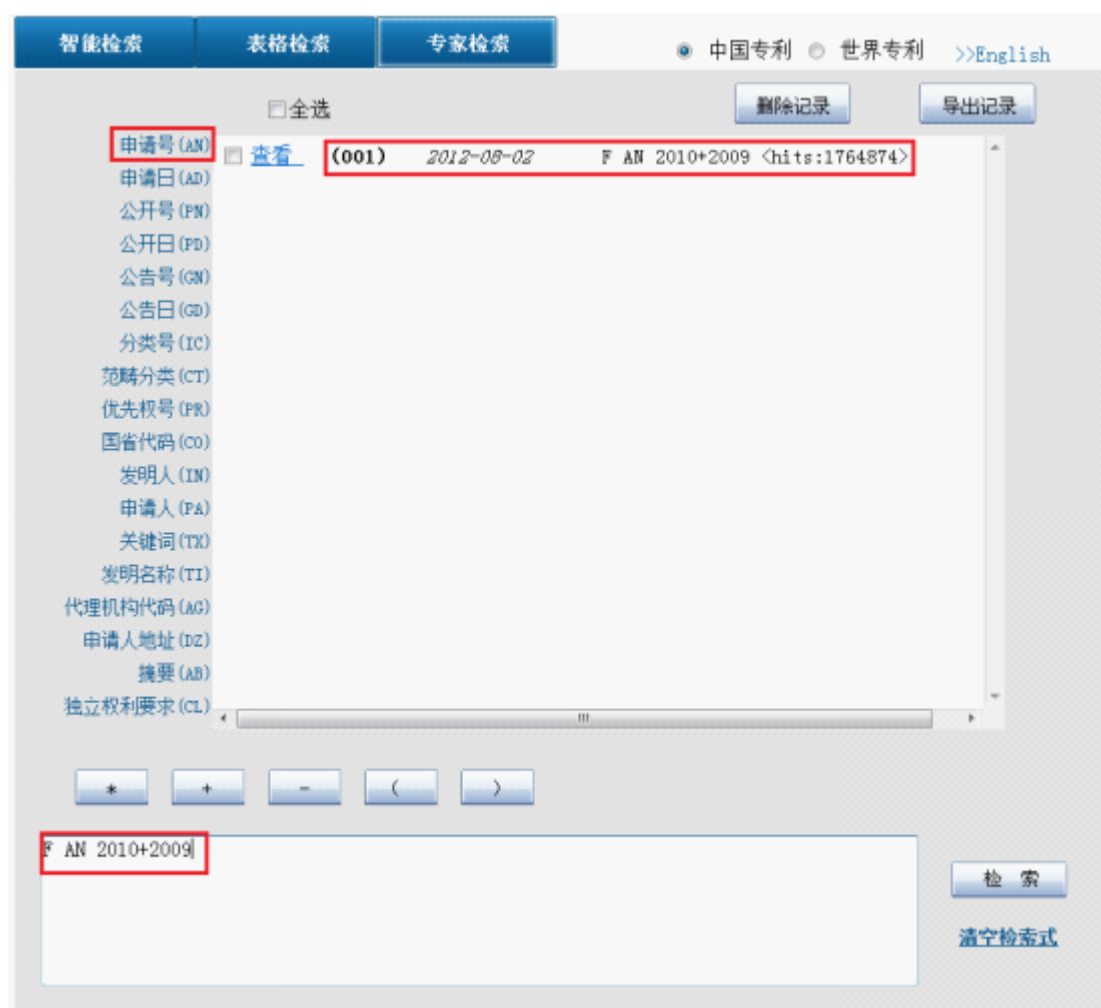 智能检索 表格检索 专家检索 中国专利 世界专利 >>English
全选 删除记录 导出记录
申请号(AN) 查看 (001) 2012-08-02 F AN 2010+2009 <hits:1764874>
申请日(AD)
公开号(PN)
公开日(PD)
公告号(GN)
公告日(GD)
分类号(IC)
范畴分类(CT)
优先权号(PR)
国省代码(CO)
发明人(IN)
申请人(PA)
关键词(TX)
发明名称(TI)
代理机构代码(AG)
申请人地址(DZ)
摘要(AB)
独立权利要求(CL)
* + - ( )
F AN 2010+2009
检 索
清空检索式